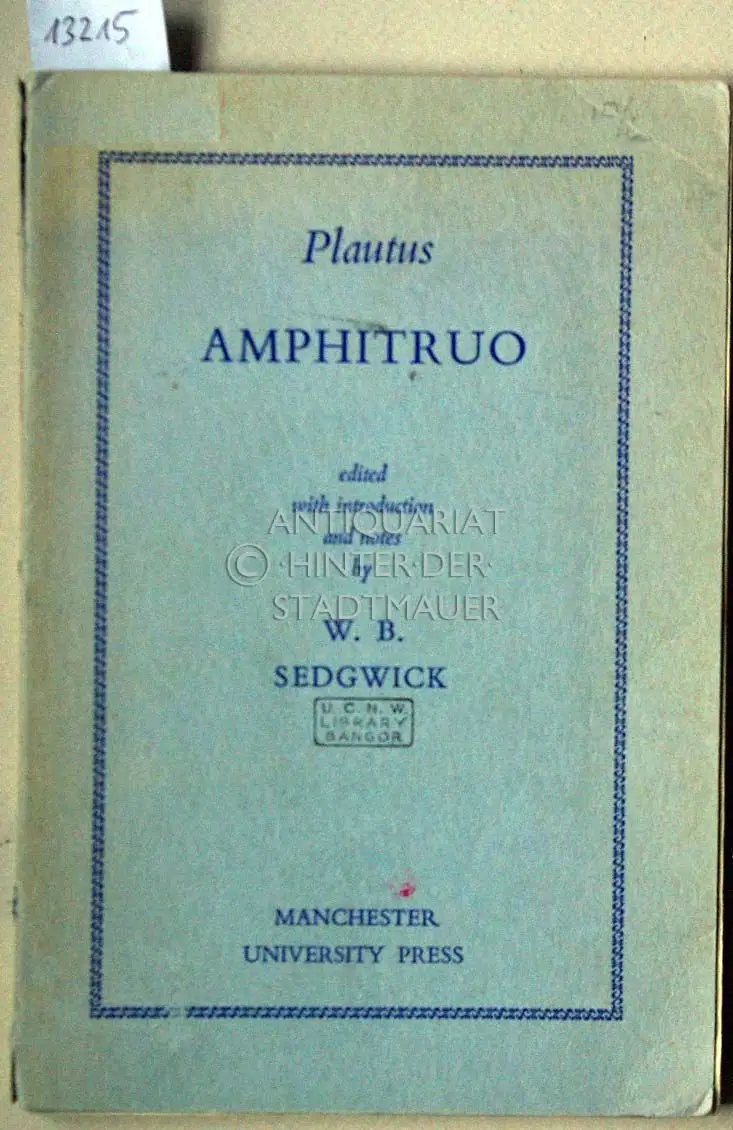 13215
Plautus
AMPHITRUO
edited
with introduction
and notes
by
W. B.
SEDGWICK
U. C. N. W.
LIBRARY
BANGOR
MANCHESTER
UNIVERSITY PRESS
ANTIQUARIAT
© ·HINTER·DER·
STADTMAUER